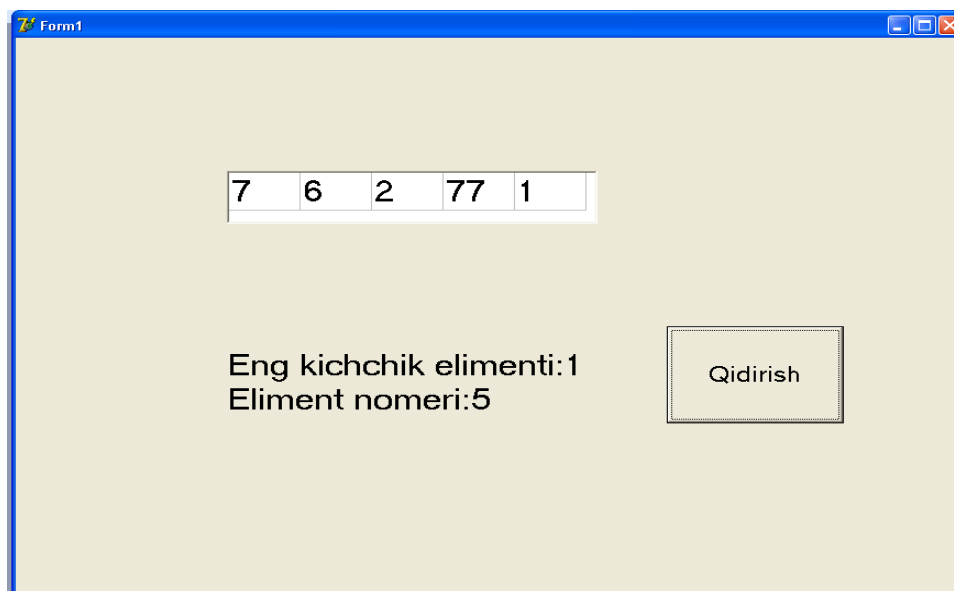 Form1
7 6 2 77 1
Eng kichchik elimenti:1
Eliment nomeri:5
Qidirish